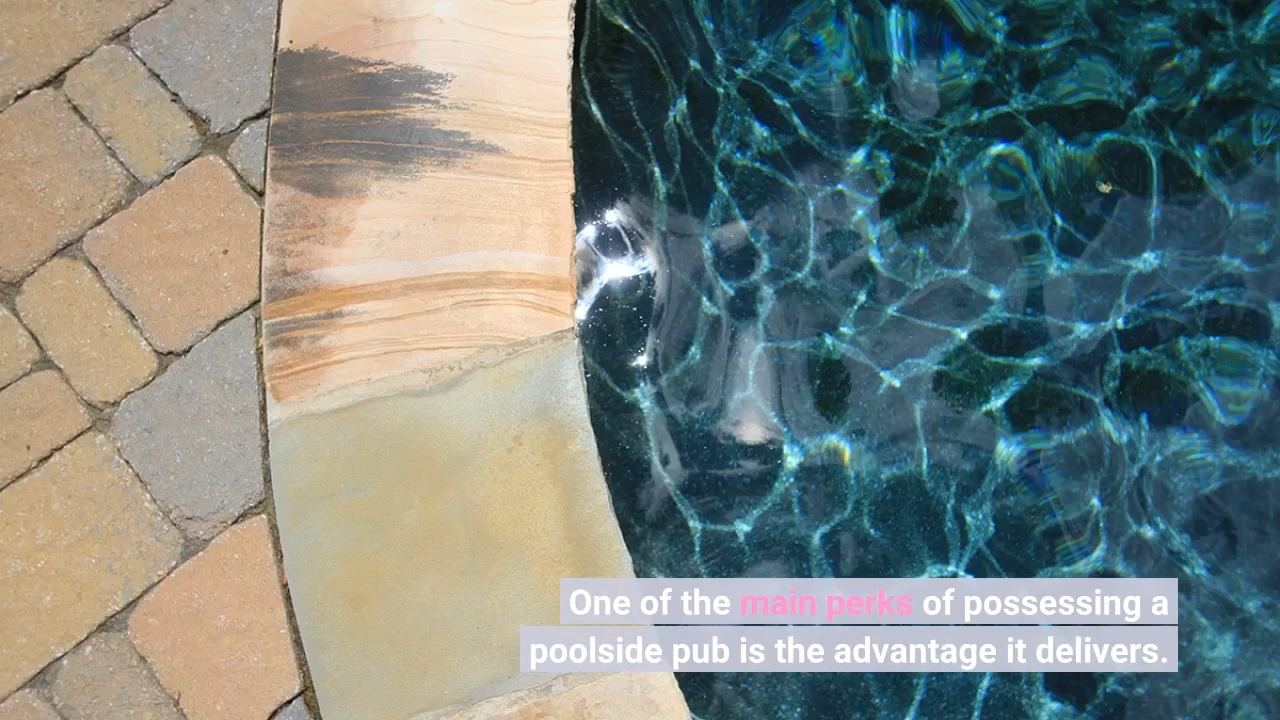 One of the main perks of possessing a
poolside pub is the advantage it delivers.